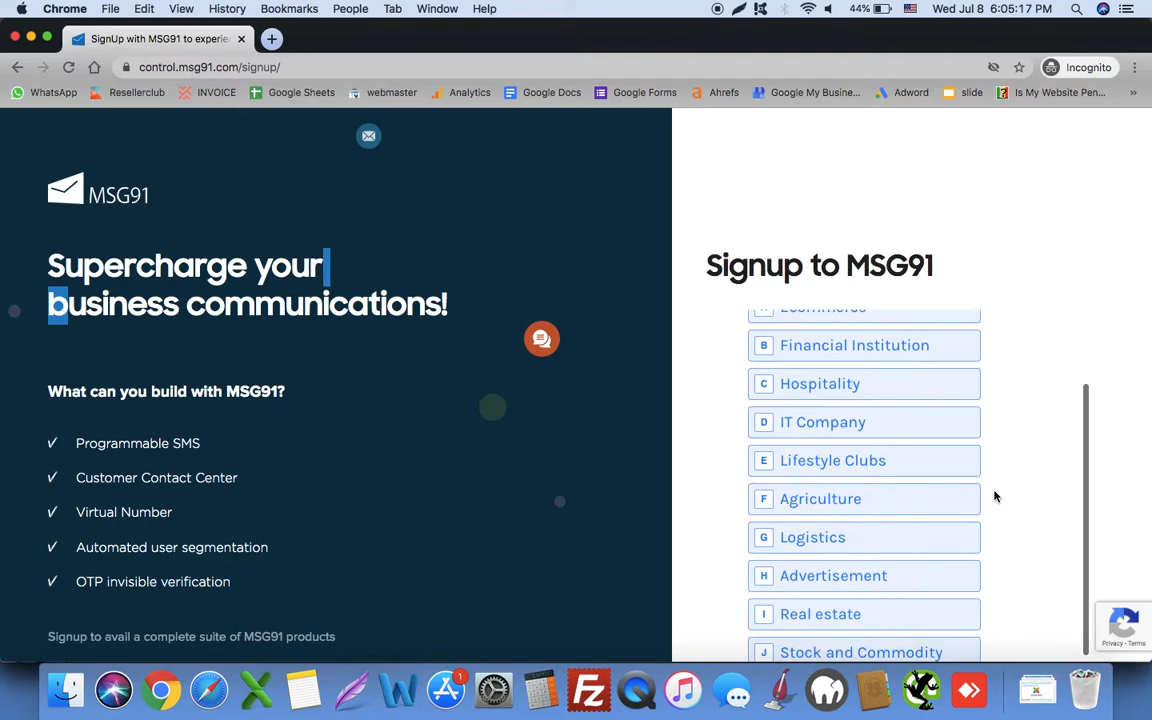 Chrome File Edit View History Bookmarks People Tab Window Help 44% Wed Jul 8 6:05:17 PM
SignUp with MSG91 to experie
control.msg91.com/signup/ Incognito
WhatsApp Resellerclub INVOICE Google Sheets webmaster Analytics Google Docs Google Forms Ahrefs Google My Busine... Adword slide Is My Website Pen... »
MSG91
Supercharge your
business communications!
What can you build with MSG91?
✓ Programmable SMS
✓ Customer Contact Center
✓ Virtual Number
✓ Automated user segmentation
✓ OTP invisible verification
Signup to avail a complete suite of MSG91 products
Signup to MSG91
B Financial Institution
C Hospitality
D IT Company
E Lifestyle Clubs
F Agriculture
G Logistics
H Advertisement
I Real estate
J Stock and Commodity
Privacy - Terms
1
Fz